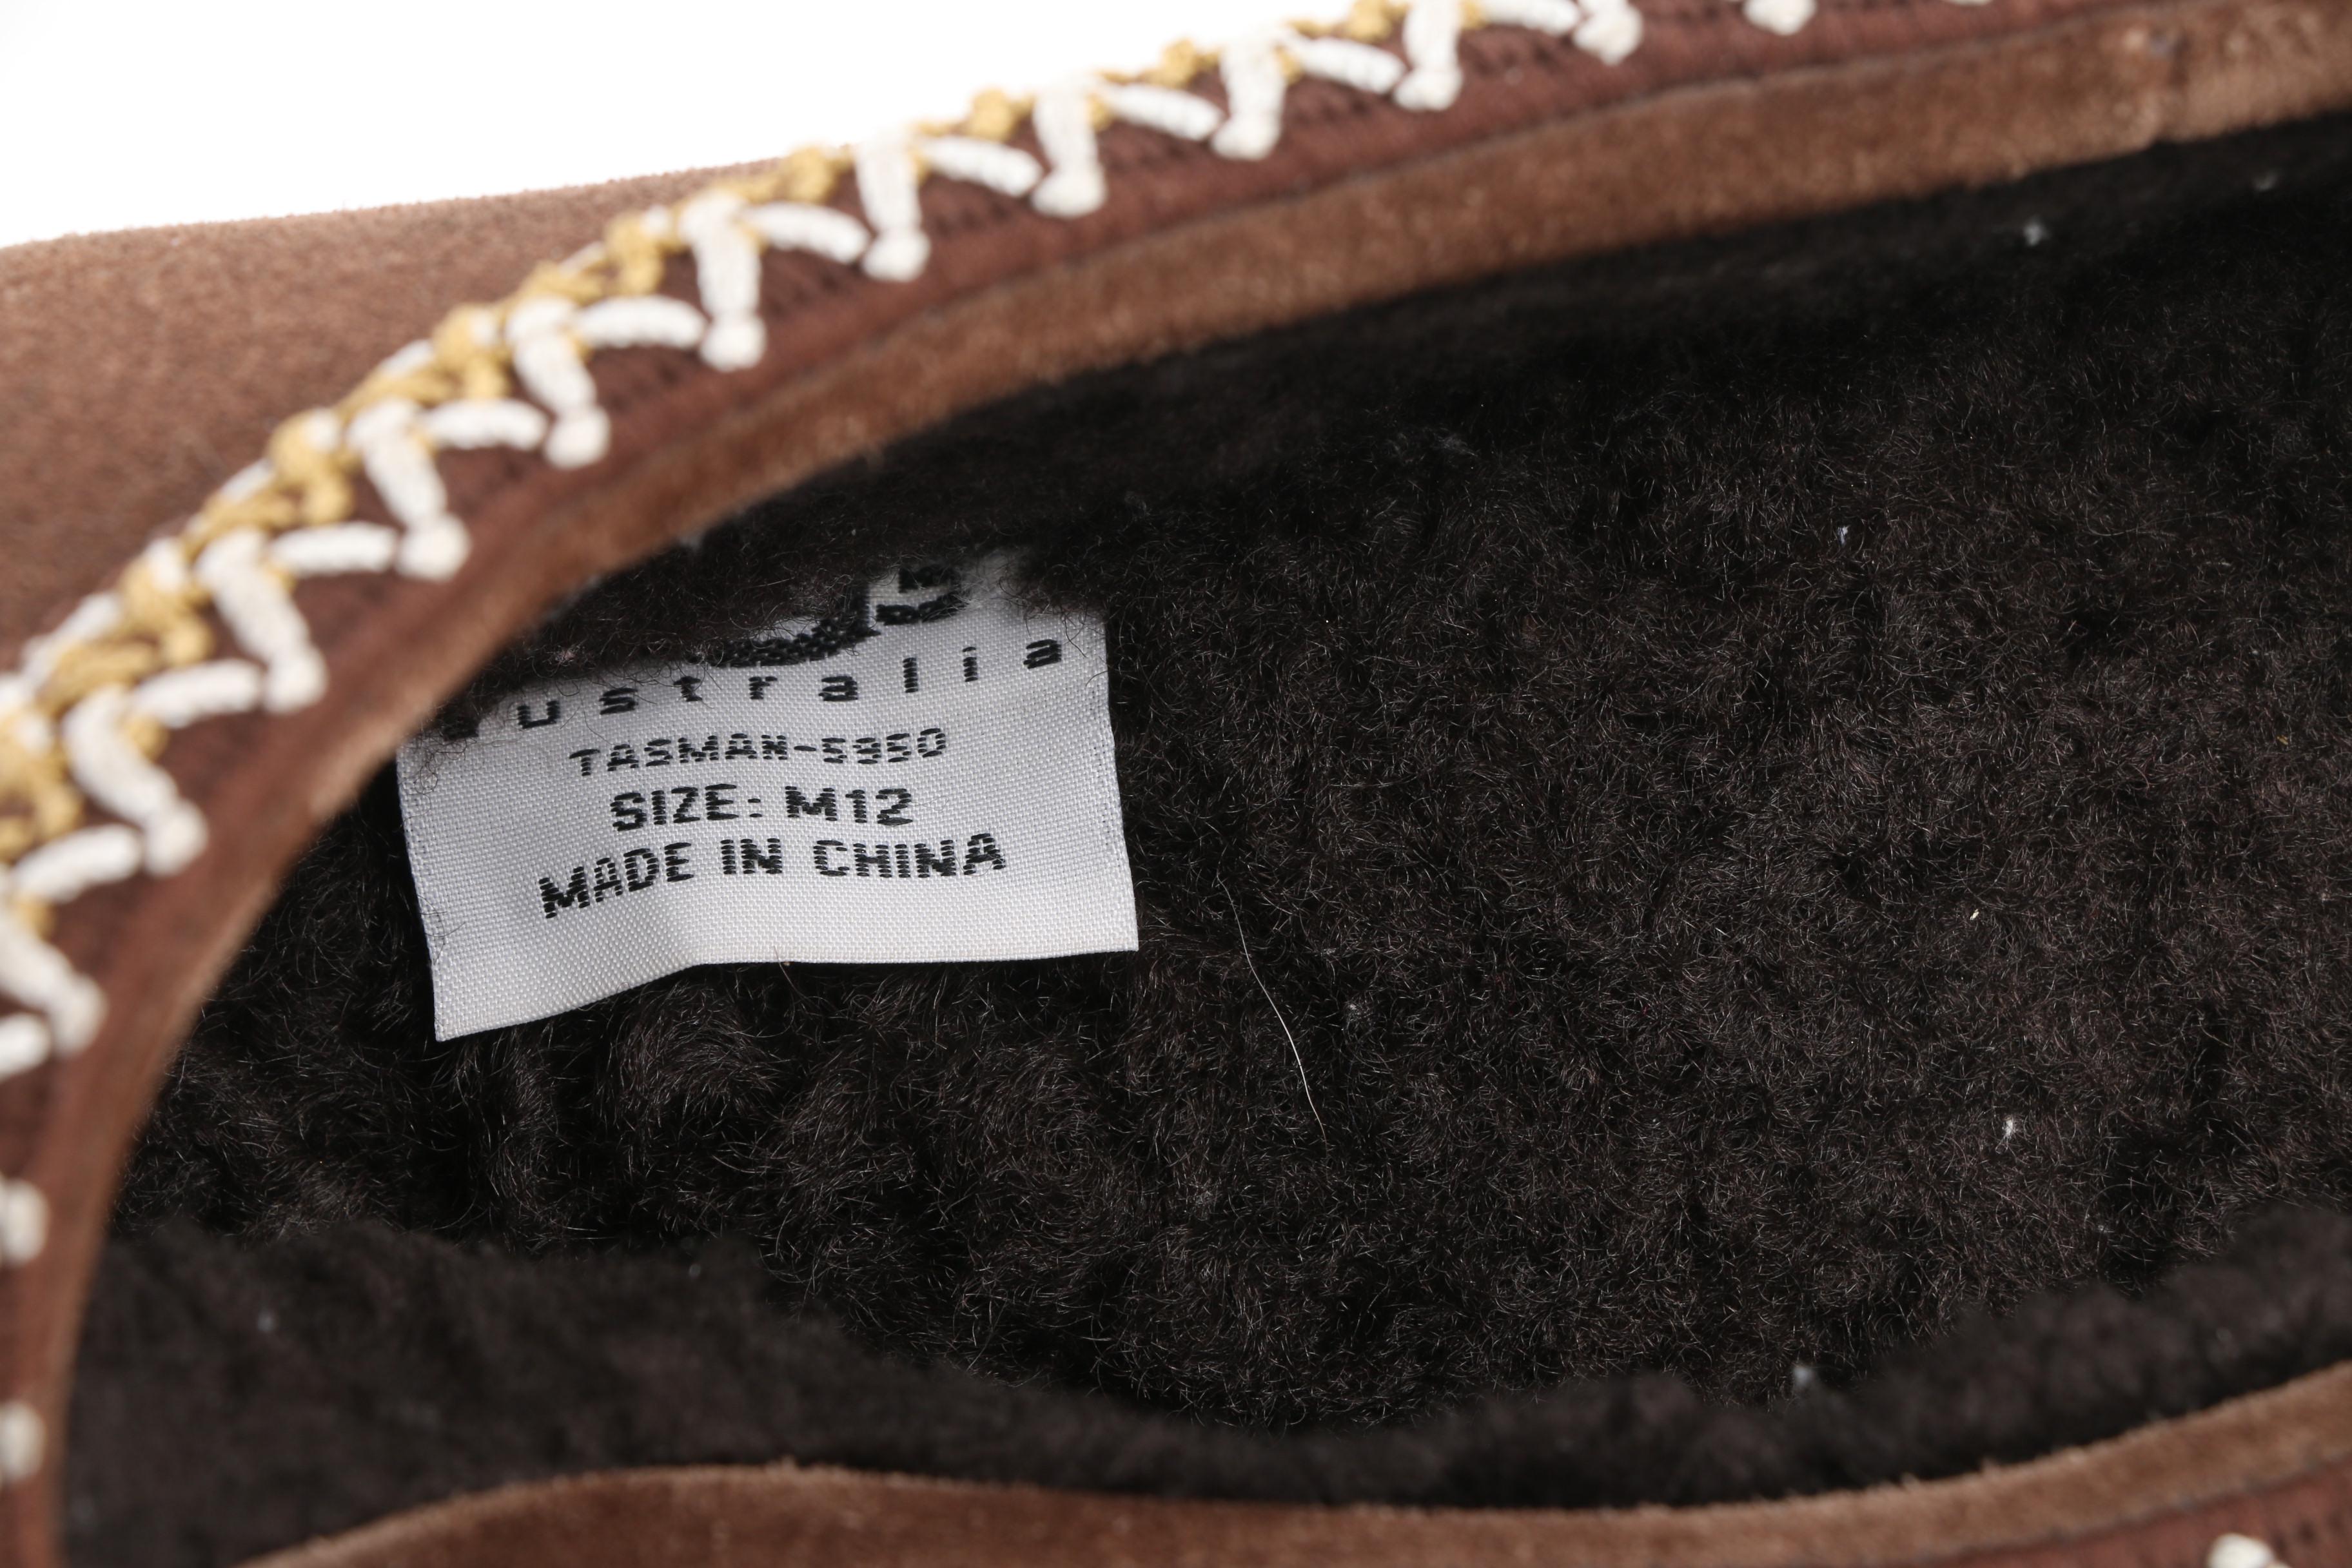 ustralia
TASMAN-5950
SIZE: M12
MADE IN CHINA